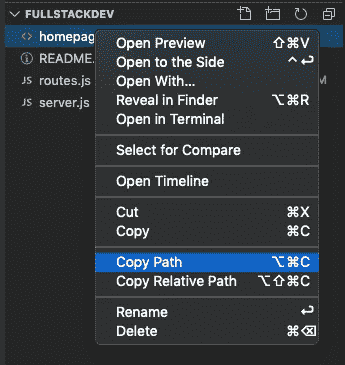 FULLSTACKDEV
<> homepag
README.
JS routes.js M
JS server.js
Open Preview ⇧⌘V
Open to the Side ^↩
Open With...
Reveal in Finder ⌥⌘R
Open in Terminal
Select for Compare
Open Timeline
Cut ⌘X
Copy ⌘C
Copy Path ⌥⌘C
Copy Relative Path ⌥⇧⌘C
Rename ↩
Delete ⌘⌫